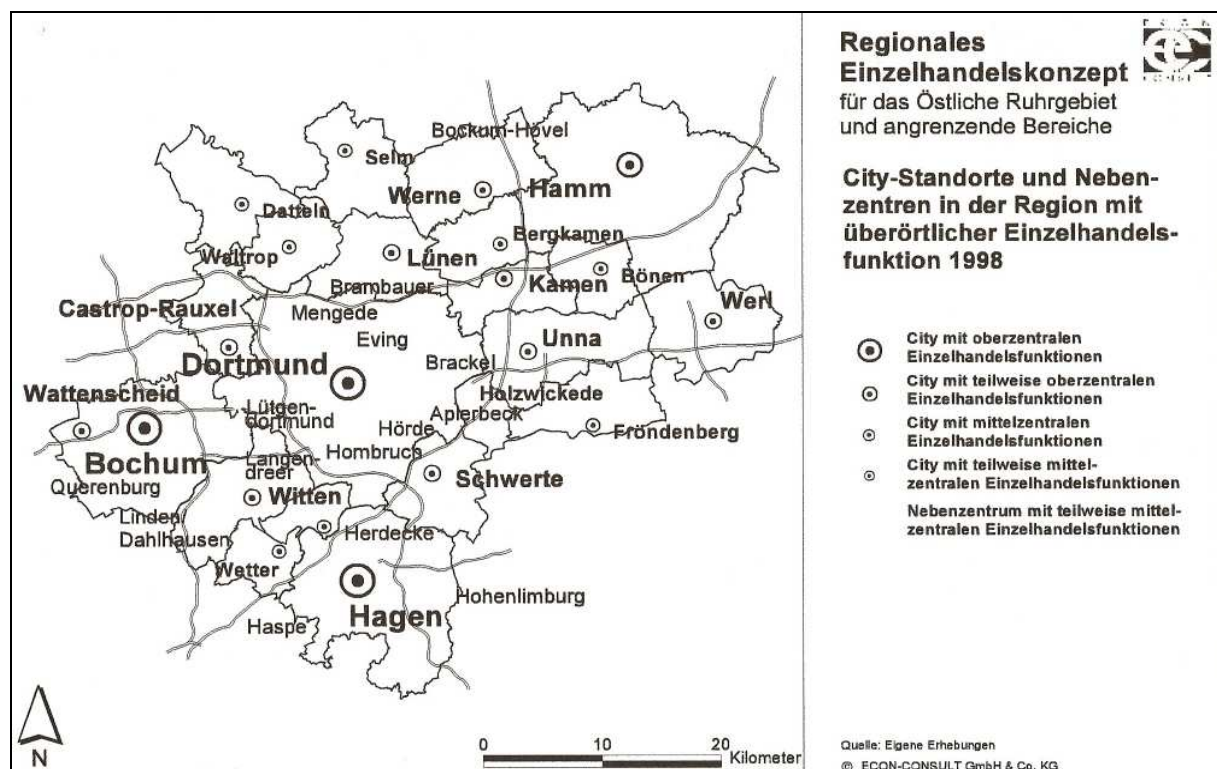 Regionales
Einzelhandelskonzept
für das Östliche Ruhrgebiet
und angrenzende Bereiche
City-Standorte und Neben-
zentren in der Region mit
überörtlicher Einzelhandels-
funktion 1998
City mit oberzentralen
Einzelhandelsfunktionen
City mit teilweise oberzentralen
Einzelhandelsfunktionen
City mit mittelzentralen
Einzelhandelsfunktionen
City mit teilweise mittel-
zentralen Einzelhandelsfunktionen
Nebenzentrum mit teilweise mittel-
zentralen Einzelhandelsfunktionen
Bockum-Hövel
Selm
Werne
Hamm
Datteln
Bergkamen
Waltrop
Lünen
Bönen
Kamen
Brambauer
Castrop-Rauxel
Mengede
Werl
Eving
Unna
Dortmund
Brackel
Wattenscheid
Holzwickede
Lütgen-
dortmund
Aplerbeck
Hörde
Fröndenberg
Hombruch
Bochum
Langen-
dreer
Schwerte
Querenburg
Witten
Linden/
Dahlhausen
Herdecke
Wetter
Hohenlimburg
Hagen
Haspe
N
0 10 20
Kilometer
Quelle: Eigene Erhebungen
© ECON-CONSULT GmbH & Co. KG